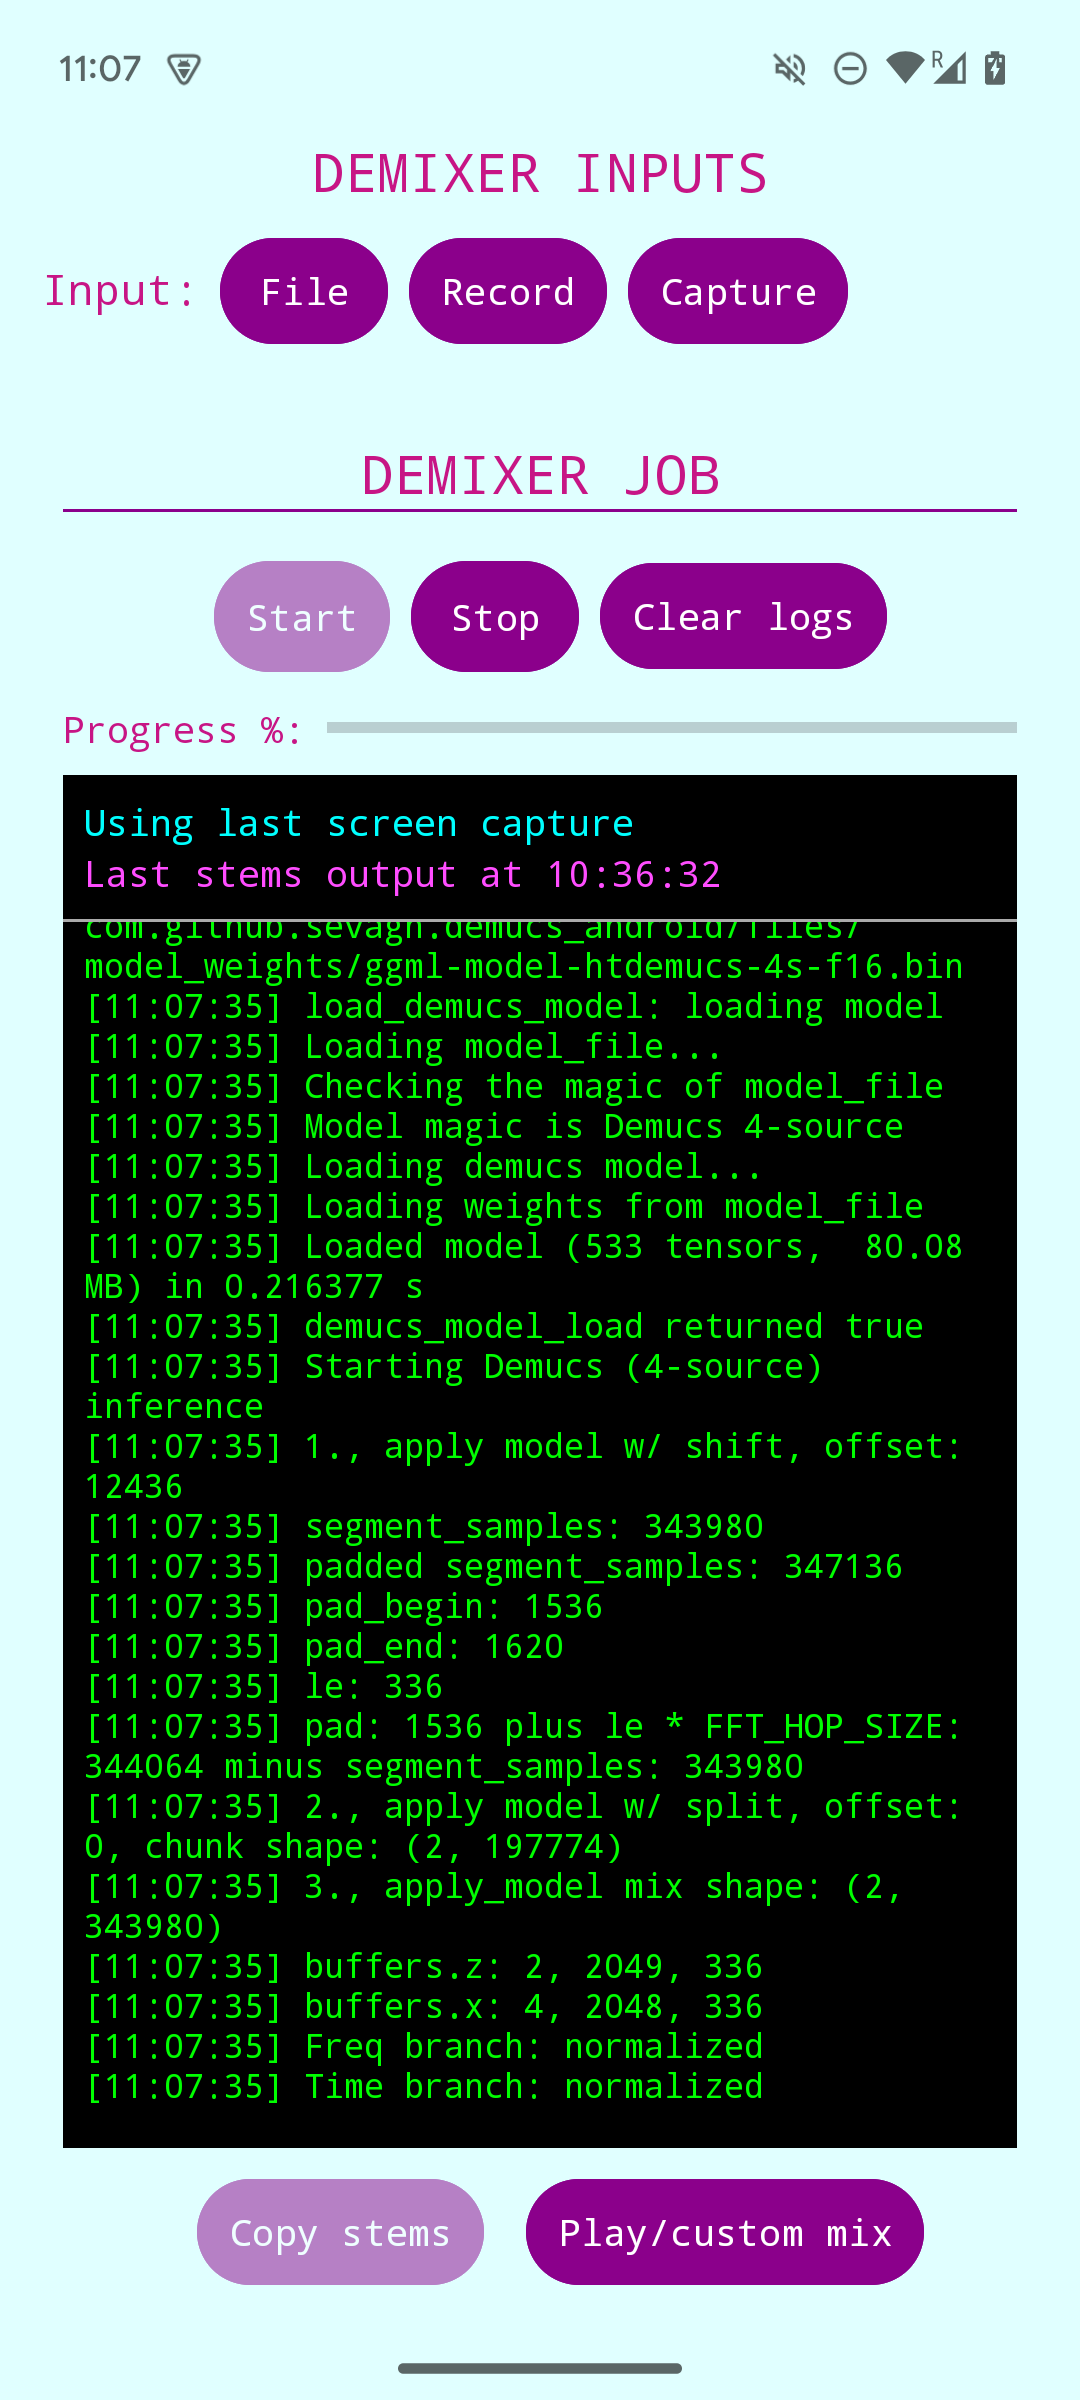 11:07
R
DEMIXER INPUTS
Input: File Record Capture
DEMIXER JOB
Start Stop Clear logs
Progress %:
Using last screen capture
Last stems output at 10:36:32
com.github.sevagh.demucs_android/files/
model_weights/ggml-model-htdemucs-4s-f16.bin
[11:07:35] load_demucs_model: loading model
[11:07:35] Loading model_file...
[11:07:35] Checking the magic of model_file
[11:07:35] Model magic is Demucs 4-source
[11:07:35] Loading demucs model...
[11:07:35] Loading weights from model_file
[11:07:35] Loaded model (533 tensors,  80.08
MB) in 0.216377 s
[11:07:35] demucs_model_load returned true
[11:07:35] Starting Demucs (4-source)
inference
[11:07:35] 1., apply model w/ shift, offset:
12436
[11:07:35] segment_samples: 343980
[11:07:35] padded segment_samples: 347136
[11:07:35] pad_begin: 1536
[11:07:35] pad_end: 1620
[11:07:35] le: 336
[11:07:35] pad: 1536 plus le * FFT_HOP_SIZE:
344064 minus segment_samples: 343980
[11:07:35] 2., apply model w/ split, offset:
0, chunk shape: (2, 197774)
[11:07:35] 3., apply_model mix shape: (2,
343980)
[11:07:35] buffers.z: 2, 2049, 336
[11:07:35] buffers.x: 4, 2048, 336
[11:07:35] Freq branch: normalized
[11:07:35] Time branch: normalized
Copy stems Play/custom mix